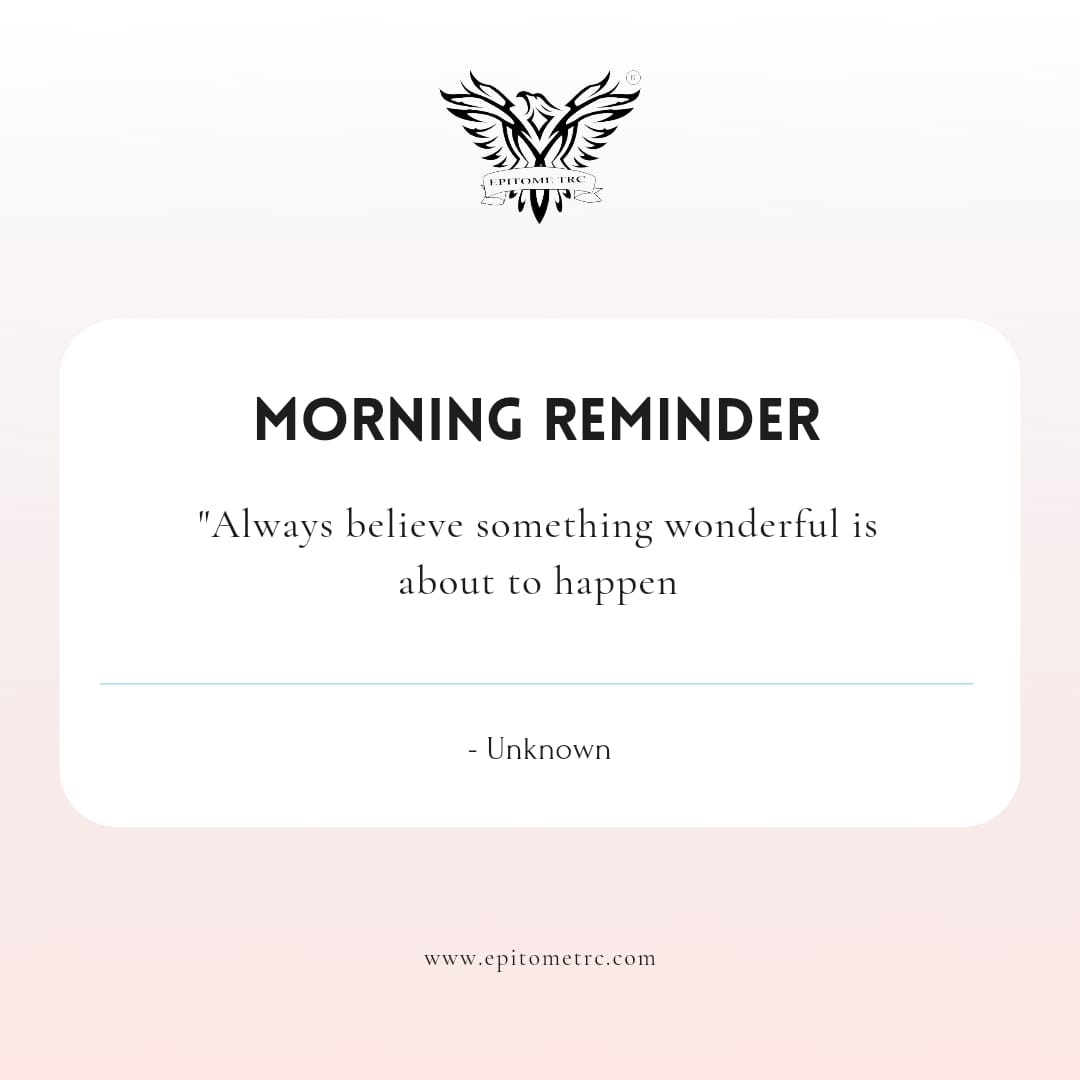 ®
EPITOME TRC
MORNING REMINDER
"Always believe something wonderful is
about to happen
- Unknown
www.epitometrc.com